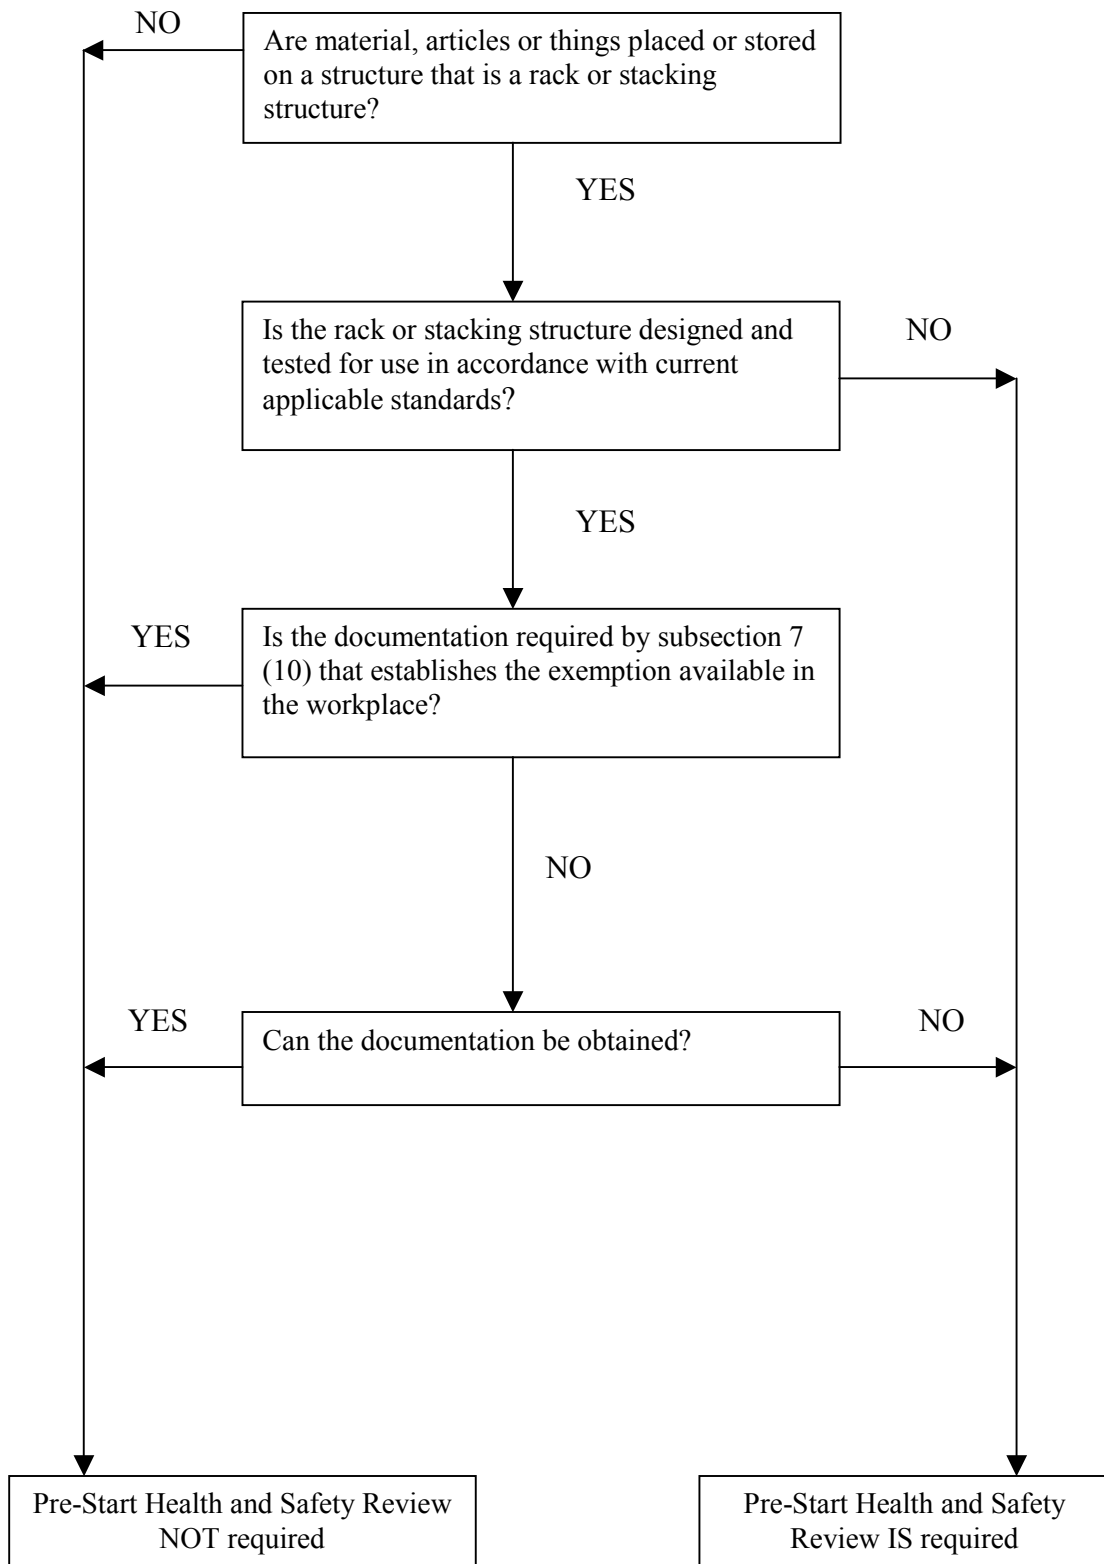 NO
Are material, articles or things placed or stored
on a structure that is a rack or stacking
structure?
YES
Is the rack or stacking structure designed and
tested for use in accordance with current
applicable standards?
NO
YES
YES
Is the documentation required by subsection 7
(10) that establishes the exemption available in
the workplace?
NO
YES
Can the documentation be obtained?
NO
Pre-Start Health and Safety Review
NOT required
Pre-Start Health and Safety
Review IS required